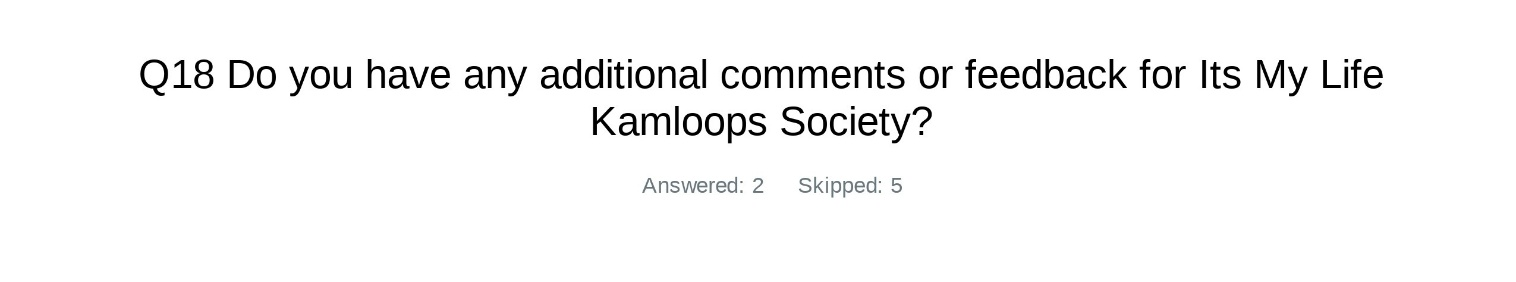 Q18 Do you have any additional comments or feedback for Its My Life
Kamloops Society?
Answered: 2 Skipped: 5